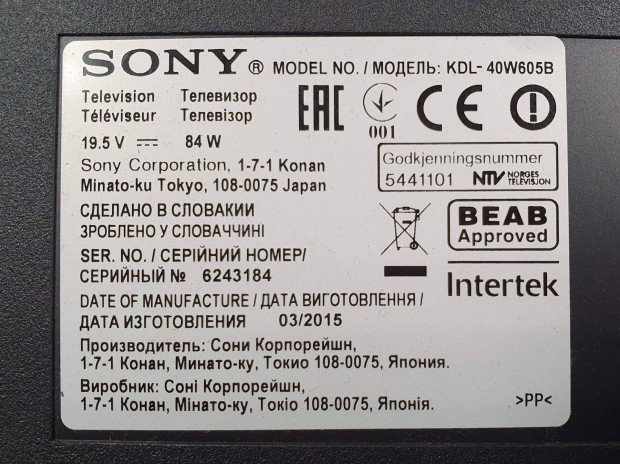 SONY® MODEL NO. / МОДЕЛЬ: KDL- 40W605B
Television Телевизор
Téléviseur Телевізор
19.5 V ⎓ 84 W
EAC
001
CE
Sony Corporation, 1-7-1 Konan
Minato-ku Tokyo, 108-0075 Japan
Godkjenningsnummer
5441101 NTV NORGES TELEVISJON
СДЕЛАНО В СЛОВАКИИ
ЗРОБЛЕНО У СЛОВАЧЧИНІ
BEAB
Approved
SER. NO. / СЕРІЙНИЙ НОМЕР/
СЕРИЙНЫЙ № 6243184
Intertek
DATE OF MANUFACTURE / ДАТА ВИГОТОВЛЕННЯ /
ДАТА ИЗГОТОВЛЕНИЯ 03/2015
Производитель: Сони Корпорейшн,
1-7-1 Конан, Минато-ку, Токио 108-0075, Япония.
Виробник: Соні Корпорейшн,
1-7-1 Конан, Мінато-ку, Токіо 108-0075, Японія.
>PP<